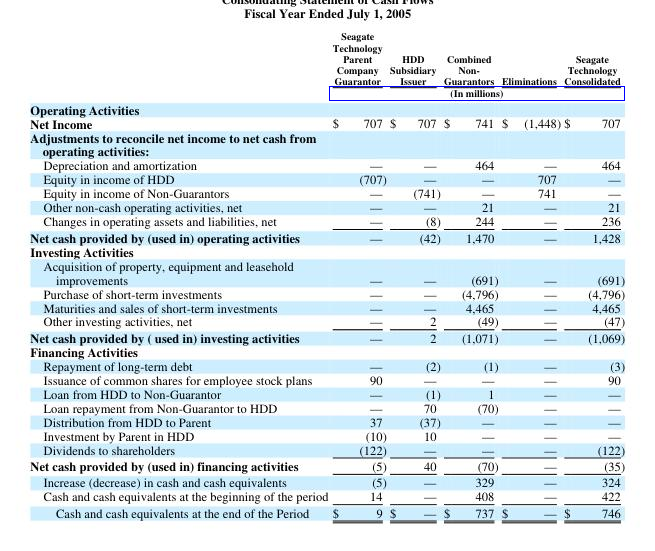 Consolidating Statement of Cash Flows
Fiscal Year Ended July 1, 2005
Seagate
Technology
Parent HDD Combined Seagate
Company Subsidiary Non- Technology
Guarantor Issuer Guarantors Eliminations Consolidated
(In millions)
Operating Activities
Net Income $ 707 $ 707 $ 741 $ (1,448) $ 707
Adjustments to reconcile net income to net cash from
operating activities:
Depreciation and amortization — — 464 — 464
Equity in income of HDD (707) — — 707 —
Equity in income of Non-Guarantors — (741) — 741 —
Other non-cash operating activities, net — — 21 — 21
Changes in operating assets and liabilities, net — (8) 244 — 236
Net cash provided by (used in) operating activities — (42) 1,470 — 1,428
Investing Activities
Acquisition of property, equipment and leasehold
improvements — — (691) — (691)
Purchase of short-term investments — — (4,796) — (4,796)
Maturities and sales of short-term investments — — 4,465 — 4,465
Other investing activities, net — 2 (49) — (47)
Net cash provided by ( used in) investing activities — 2 (1,071) — (1,069)
Financing Activities
Repayment of long-term debt — (2) (1) — (3)
Issuance of common shares for employee stock plans 90 — — — 90
Loan from HDD to Non-Guarantor — (1) 1 — —
Loan repayment from Non-Guarantor to HDD — 70 (70) — —
Distribution from HDD to Parent 37 (37) — — —
Investment by Parent in HDD (10) 10 — — —
Dividends to shareholders (122) — — — (122)
Net cash provided by (used in) financing activities (5) 40 (70) — (35)
Increase (decrease) in cash and cash equivalents (5) — 329 — 324
Cash and cash equivalents at the beginning of the period 14 — 408 — 422
Cash and cash equivalents at the end of the Period $ 9 $ — $ 737 $ — $ 746